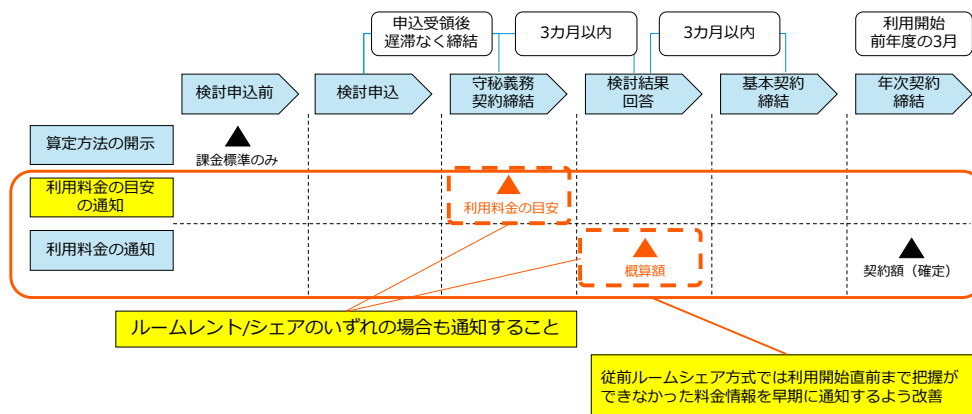 申込受領後
遅滞なく締結
3カ月以内
3カ月以内
利用開始
前年度の3月
検討申込前
検討申込
守秘義務
契約締結
検討結果
回答
基本契約
締結
年次契約
締結
算定方法の開示
課金標準のみ
利用料金の目安
の通知
利用料金の目安
利用料金の通知
概算額
契約額（確定）
ルームレント/シェアのいずれの場合も通知すること
従前ルームシェア方式では利用開始直前まで把握が
できなかった料金情報を早期に通知するよう改善